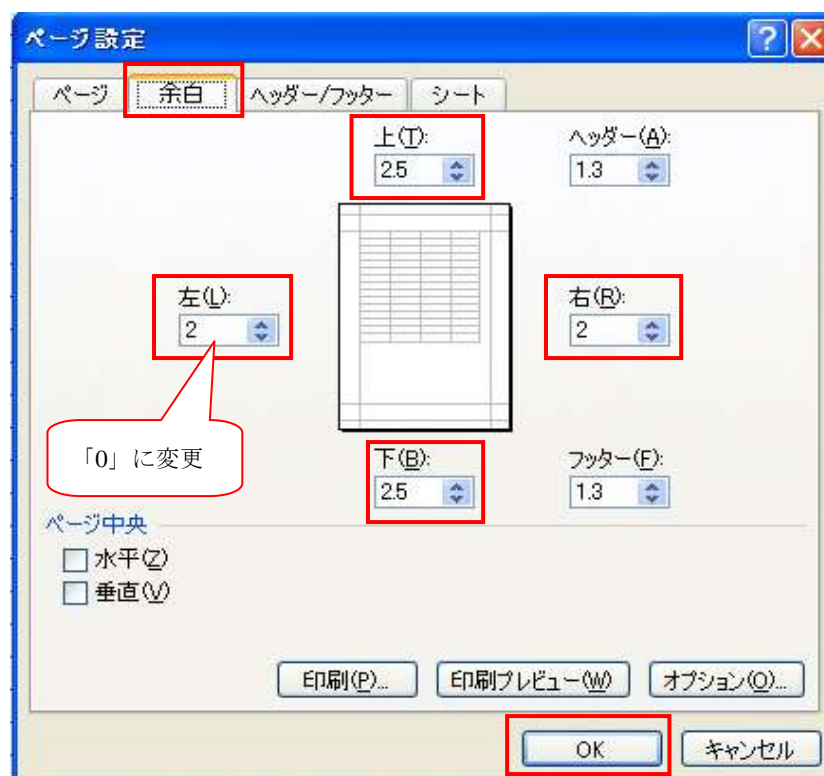 ページ設定
ページ 余白 ヘッダー/フッター シート
上(T): ヘッダー(A):
2.5 1.3
左(L): 右(R):
2 2
「0」に変更
下(B): フッター(F):
2.5 1.3
ページ中央
水平(Z)
垂直(V)
印刷(P)... 印刷プレビュー(W) オプション(O)...
OK キャンセル